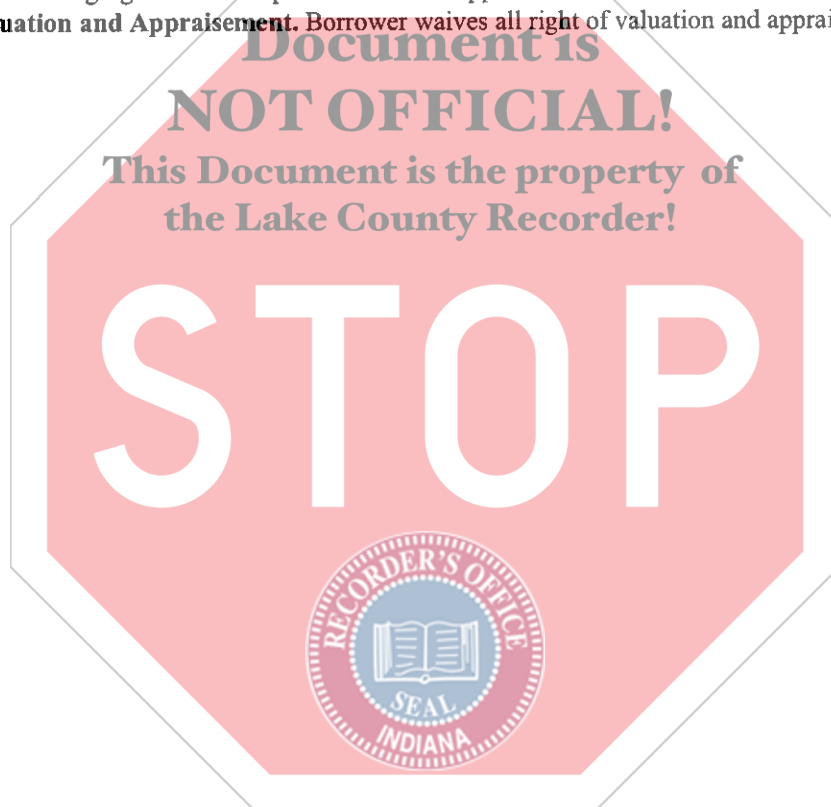 uation and Appraisement. Borrower waives all right of valuation and apprai
Document is
NOT OFFICIAL!
This Document is the property of
the Lake County Recorder!
STOP
RECORDER'S OFFICE
SEAL
INDIANA